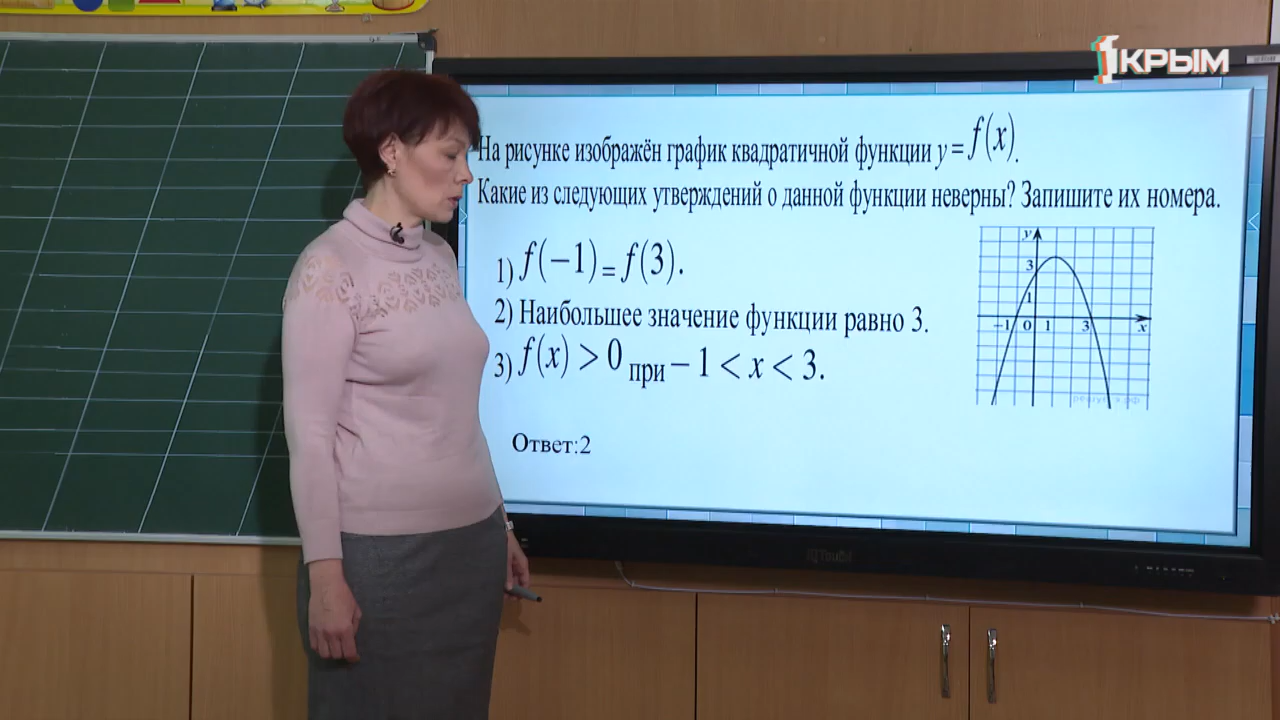 1КРЫМ
На рисунке изображён график квадратичной функции y = f(x).
Какие из следующих утверждений о данной функции неверны? Запишите их номера.
1) f(−1) = f(3).
2) Наибольшее значение функции равно 3.
3) f(x) > 0 при − 1 < x < 3.
Ответ:2
y
3
1
−1 0 1 3 x